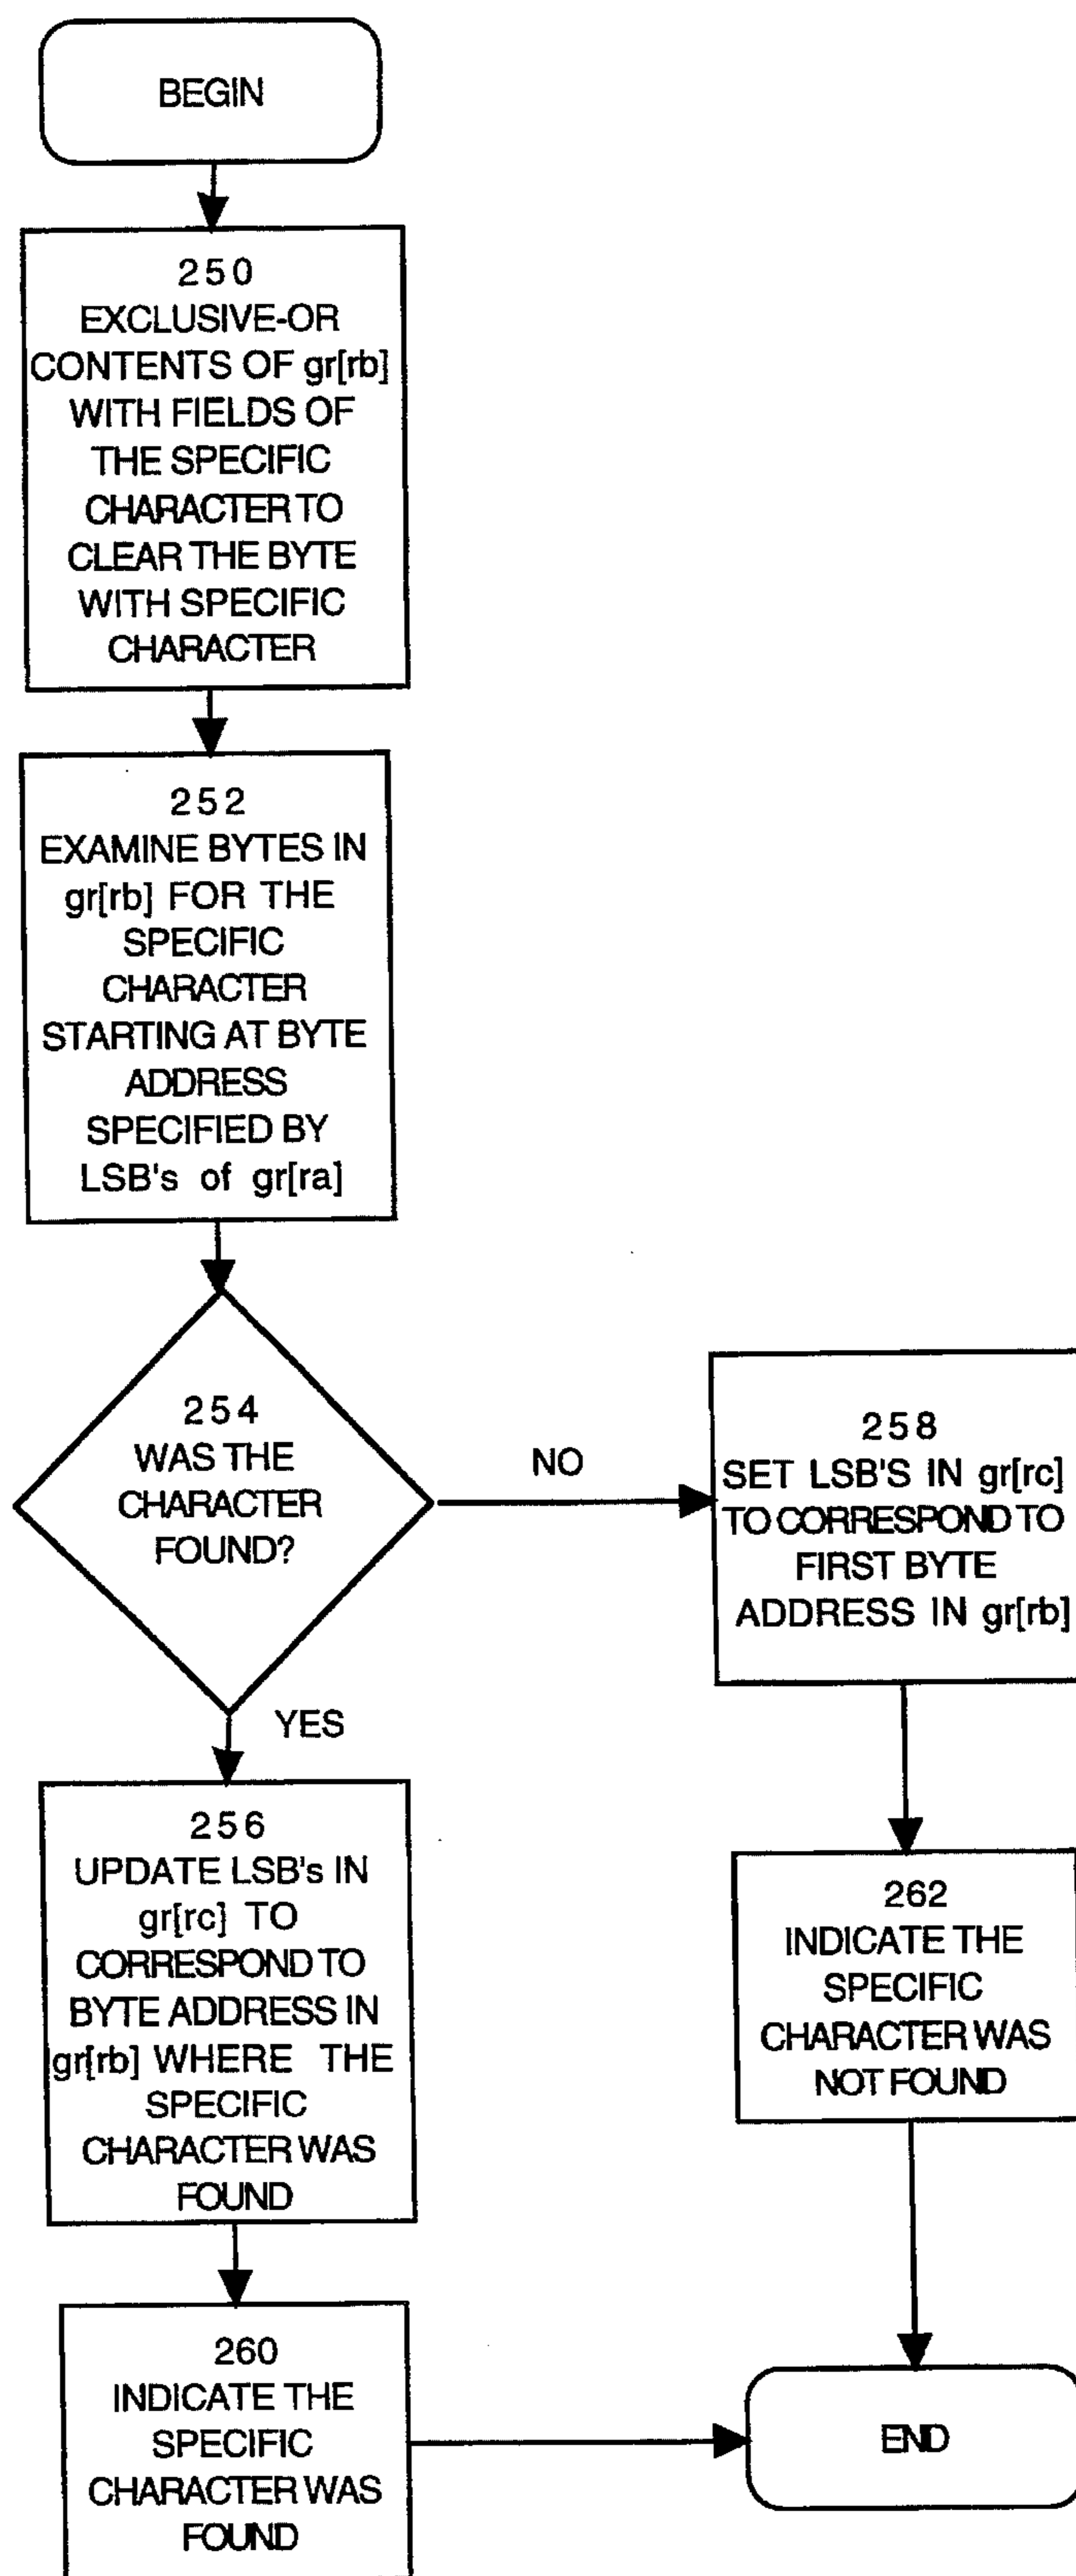 BEGIN
250
EXCLUSIVE-OR
CONTENTS OF gr[rb]
WITH FIELDS OF
THE SPECIFIC
CHARACTER TO
CLEAR THE BYTE
WITH SPECIFIC
CHARACTER
252
EXAMINE BYTES IN
gr[rb] FOR THE
SPECIFIC
CHARACTER
STARTING AT BYTE
ADDRESS
SPECIFIED BY
LSB's of gr[ra]
254
WAS THE
CHARACTER
FOUND?
NO
258
SET LSB'S IN gr[rc]
TO CORRESPOND TO
FIRST BYTE
ADDRESS IN gr[rb]
YES
256
UPDATE LSB's IN
gr[rc] TO
CORRESPOND TO
BYTE ADDRESS IN
gr[rb] WHERE THE
SPECIFIC
CHARACTER WAS
FOUND
262
INDICATE THE
SPECIFIC
CHARACTER WAS
NOT FOUND
260
INDICATE THE
SPECIFIC
CHARACTER WAS
FOUND
END